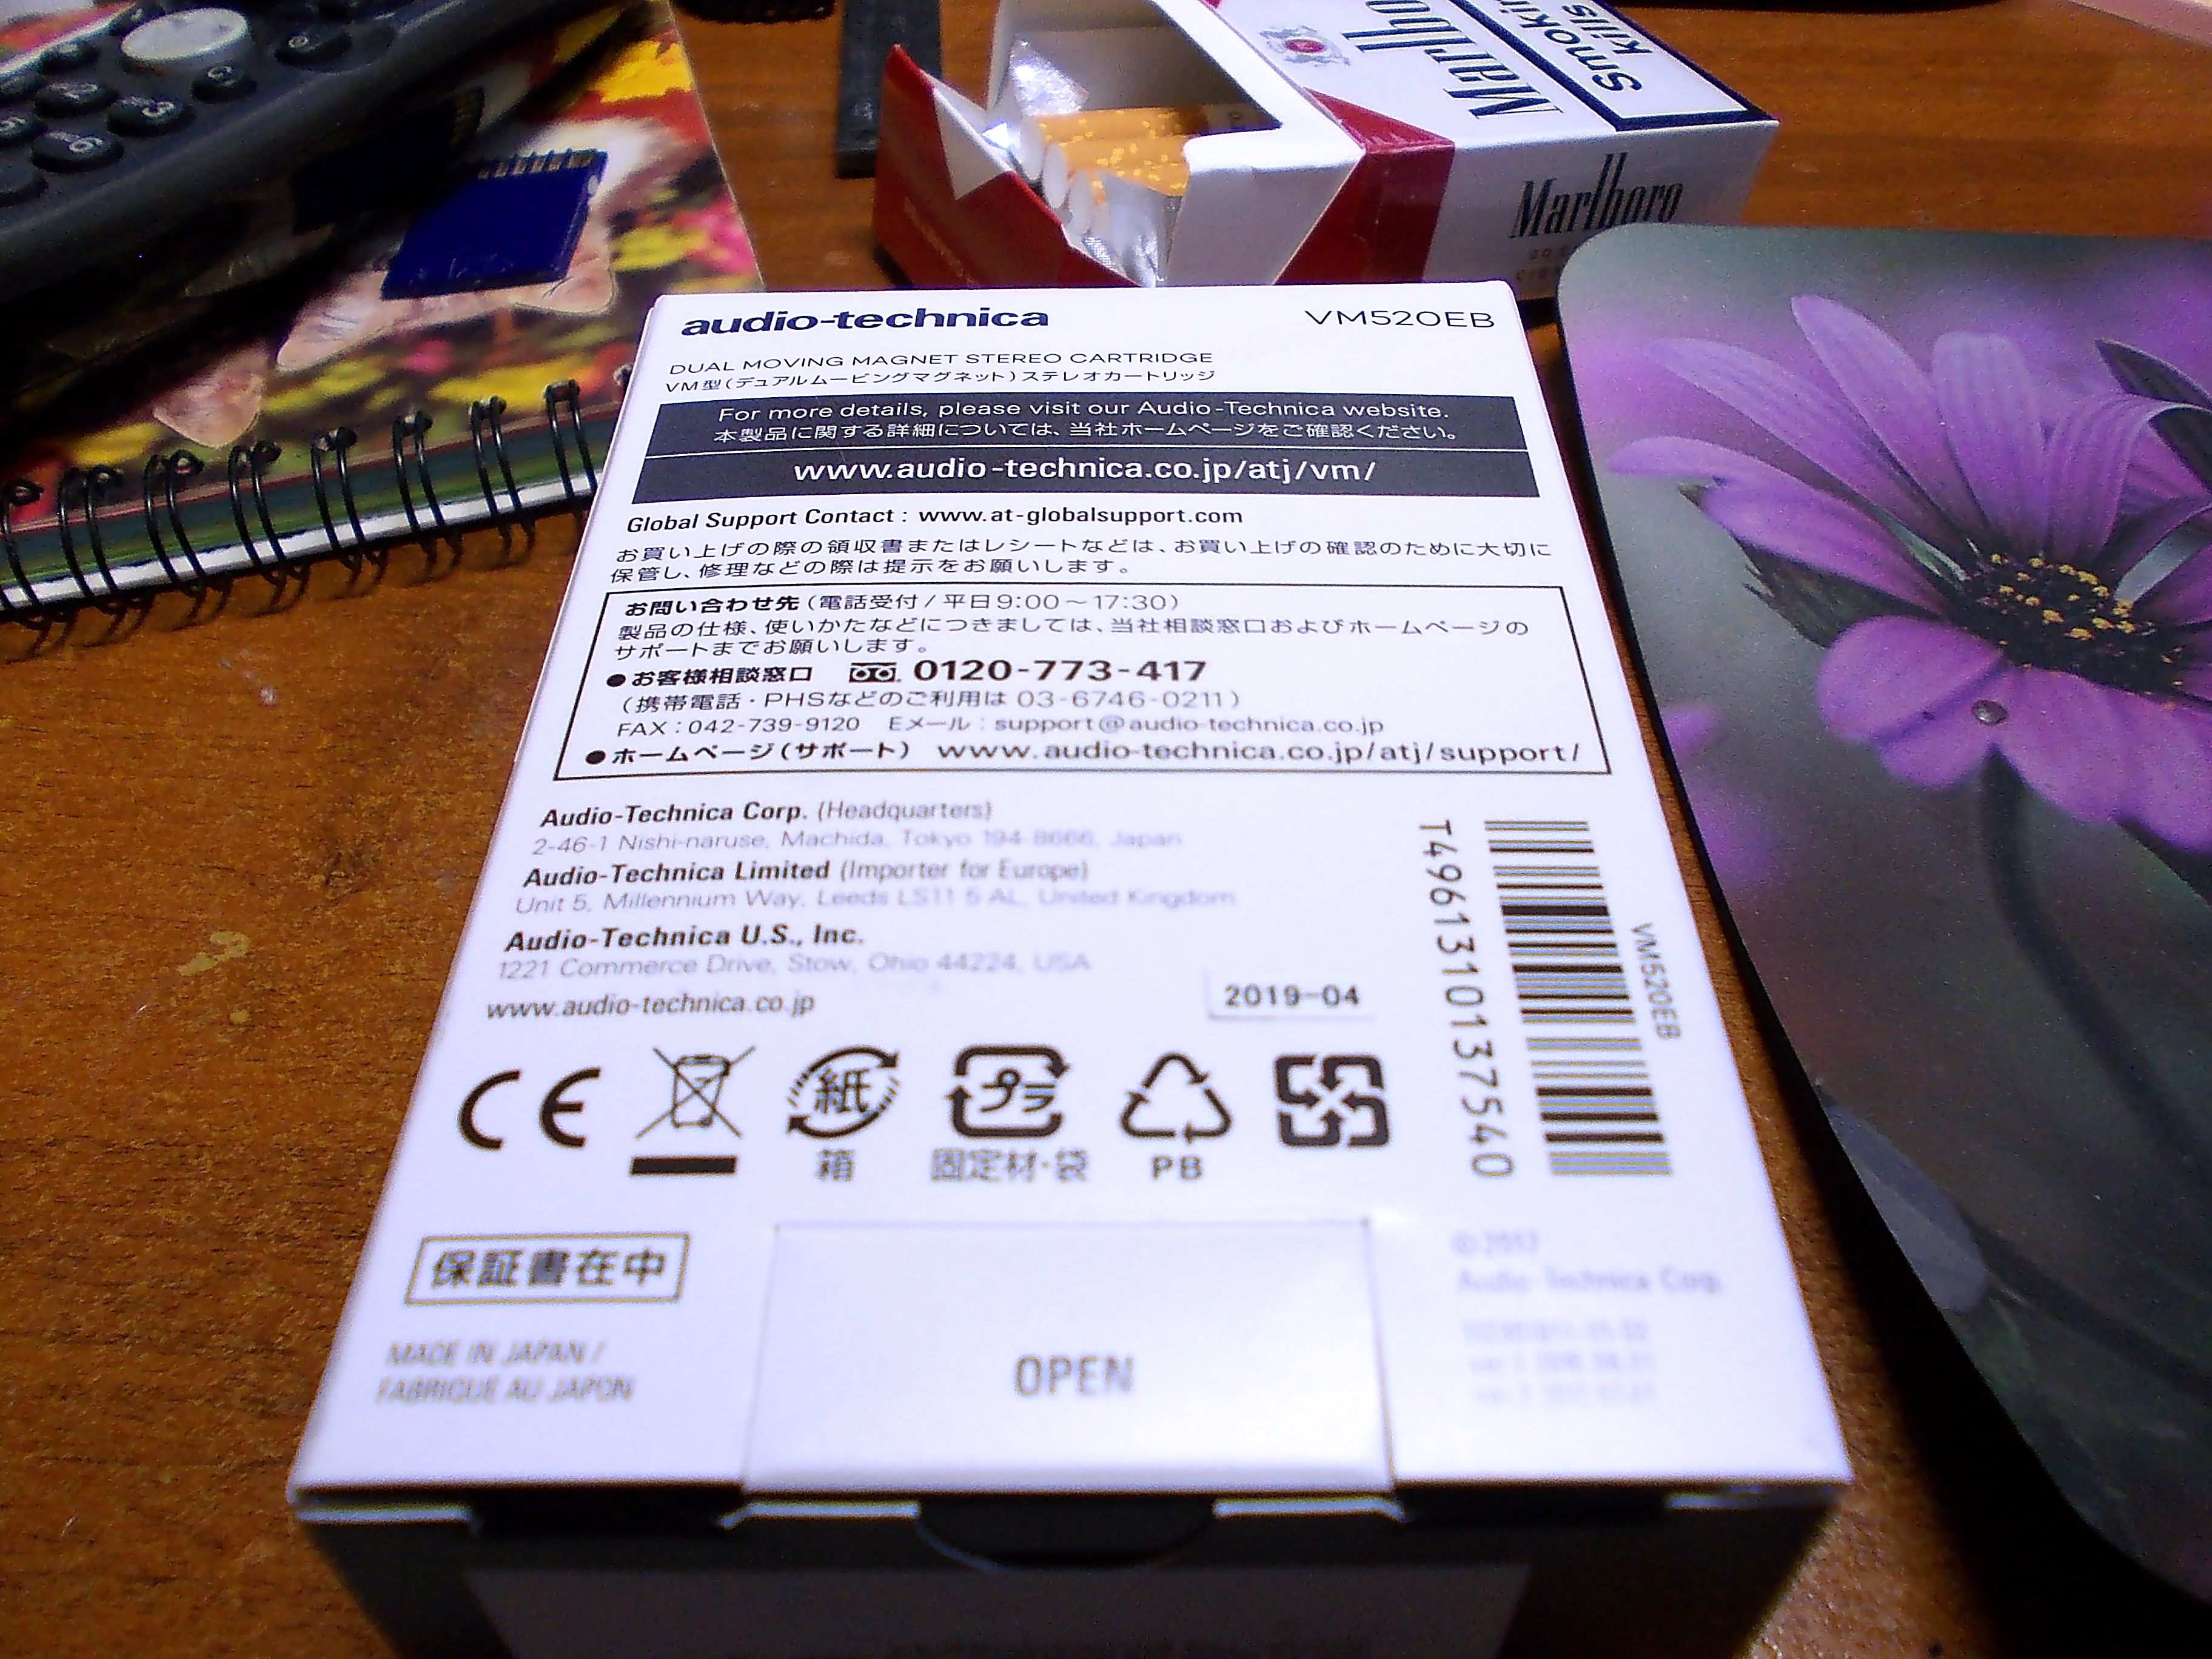 Smoking
kills
Marlboro
Marlboro
audio-technica
VM520EB
DUAL MOVING MAGNET STEREO CARTRIDGE
VM型(デュアルムービングマグネット)ステレオカートリッジ
For more details, please visit our Audio-Technica website.
本製品に関する詳細については、当社ホームページをご確認ください。
www.audio-technica.co.jp/atj/vm/
Global Support Contact : www.at-globalsupport.com
お買い上げの際の領収書またはレシートなどは、お買い上げの確認のために大切に
保管し、修理などの際は提示をお願いします。
お問い合わせ先(電話受付/平日9:00~17:30)
製品の仕様、使いかたなどにつきましては、当社相談窓口およびホームページの
サポートまでお願いします。
●お客様相談窓口 0120-773-417
(携帯電話・PHSなどのご利用は 03-6746-0211)
FAX:042-739-9120 Eメール:support@audio-technica.co.jp
●ホームページ(サポート) www.audio-technica.co.jp/atj/support/
Audio-Technica Corp. (Headquarters)
2-46-1 Nishi-naruse, Machida, Tokyo 194-8666, Japan
Audio-Technica Limited (Importer for Europe)
Unit 5, Millennium Way, Leeds LS11 5 AL, United Kingdom
Audio-Technica U.S., Inc.
1221 Commerce Drive, Stow, Ohio 44224, USA
www.audio-technica.co.jp
2019-04
T4961310137540
VM520EB
CE
紙
プラ
箱
固定材・袋
PB
保証書在中
MADE IN JAPAN /
FABRIQUE AU JAPON
OPEN
©2017
Audio-Technica Corp.